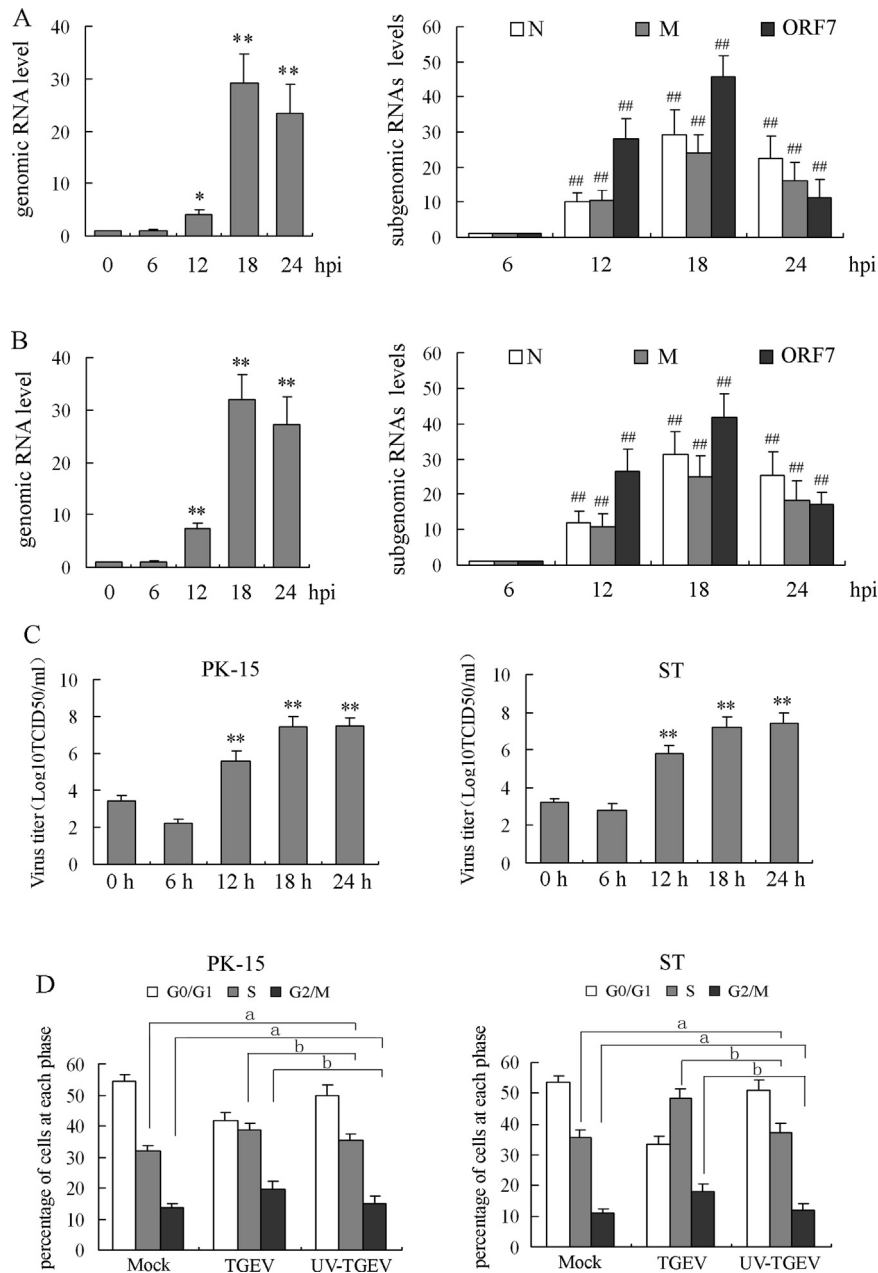 A
genomic RNA level
40
30
20
10
0
**
**
*
0 6 12 18 24 hpi
subgenomic RNAs levels
60
50
40
30
20
10
0
N M ORF7
## ## ##
## ## ##
## ## ##
6 12 18 24 hpi
B
genomic RNA level
40
30
20
10
0
**
**
**
0 6 12 18 24 hpi
subgenomic RNAs levels
60
50
40
30
20
10
0
N M ORF7
## ## ##
## ## ##
## ## ##
6 12 18 24 hpi
C
PK-15
Virus titer(Log10TCID50/ml)
10
8
6
4
2
0
** ** **
0 h 6 h 12 h 18 h 24 h
ST
Virus titer(Log10TCID50/ml)
10
8
6
4
2
0
** ** **
0 h 6 h 12 h 18 h 24 h
D
PK-15
G0/G1 S G2/M
a
a
b
b
percentage of cells at each phase
60
50
40
30
20
10
0
Mock TGEV UV-TGEV
ST
G0/G1 S G2/M
a
a
b
b
percentage of cells at each phase
60
50
40
30
20
10
0
Mock TGEV UV-TGEV